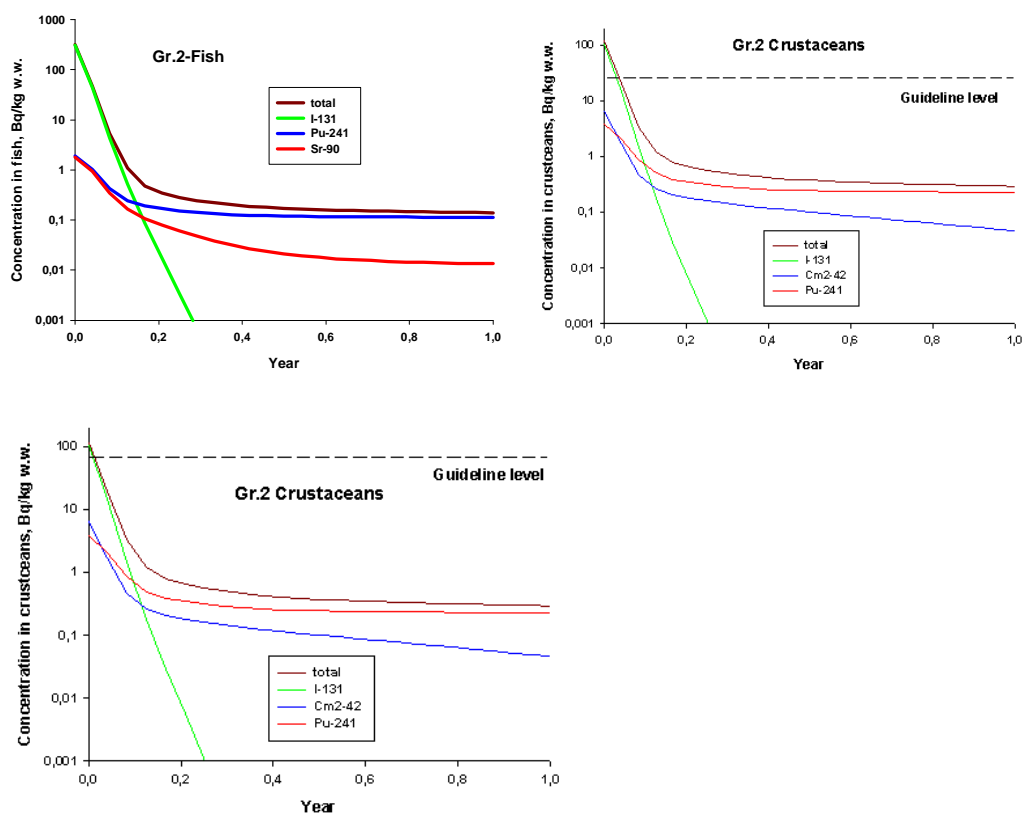 Concentration in fish, Bq/kg w.w.
1000
100
10
1
0,1
0,01
0,001
Gr.2-Fish
total
I-131
Pu-241
Sr-90
0,0 0,2 0,4 0,6 0,8 1,0
Year
Concentration in crustceans, Bq/kg w.w.
100
10
1
0,1
0,01
0,001
Gr.2 Crustaceans
Guideline level
total
I-131
Cm2-42
Pu-241
0,0 0,2 0,4 0,6 0,8 1,0
Year
Concentration in crustceans, Bq/kg w.w.
100
10
1
0,1
0,01
0,001
Guideline level
Gr.2 Crustaceans
total
I-131
Cm2-42
Pu-241
0,0 0,2 0,4 0,6 0,8 1,0
Year